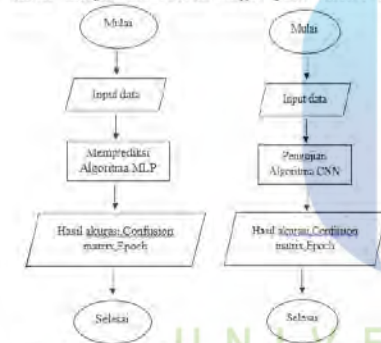 Mulai
Input data
Memprediksi
Algoritma MLP
Hasil akurasi,Confusion
matrix,Epoch
Selesai
Mulai
Input data
Pengujian
Algoritma CNN
Hasil akurasi,Confusion
matrix,Epoch
Selesai
U N I V E